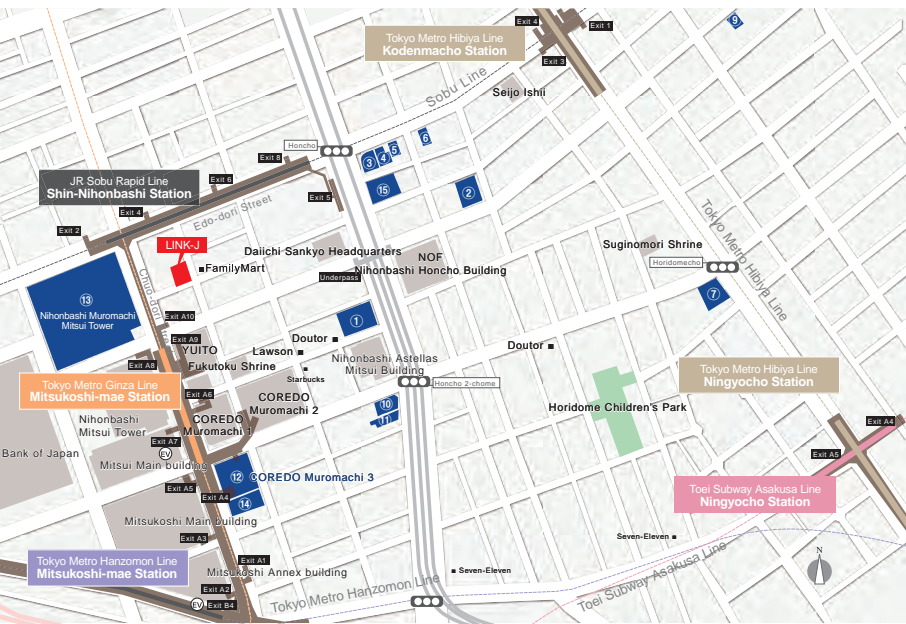 Exit 4
Exit 1
⑨
Tokyo Metro Hibiya Line
Kodenmacho Station
Exit 3
Sobu Line
Seijo Ishii
⑥
Honcho
⑤
④
③
Exit 8
JR Sobu Rapid Line
Shin-Nihonbashi Station
Exit 6
Exit 5
⑮
②
Exit 4
Edo-dori Street
Exit 2
Tokyo Metro Hibiya Line
LINK-J
FamilyMart
Daiichi Sankyo Headquarters
NOF
Nihonbashi Honcho Building
Underpass
Suginomori Shrine
Horidomecho
⑦
⑬
Nihonbashi Muromachi
Mitsui Tower
Chuo-dori
Exit A10
①
Exit A9
YUITO
Doutor
Lawson
Doutor
Exit A8
Fukutoku Shrine
Starbucks
Nihonbashi Astellas
Mitsui Building
Tokyo Metro Hibiya Line
Ningyocho Station
Tokyo Metro Ginza Line
Mitsukoshi-mae Station
Exit A6
Honcho 2-chome
COREDO
Muromachi 2
⑩
⑪
Horidome Children's Park
Nihonbashi
Mitsui Tower
COREDO
Muromachi 1
Exit A4
Exit A7
EV
Bank of Japan
Mitsui Main building
Exit A5
⑫
COREDO Muromachi 3
Exit A5
Exit A4
⑭
Toei Subway Asakusa Line
Ningyocho Station
Mitsukoshi Main building
Exit A3
Seven-Eleven
Tokyo Metro Hanzomon Line
Mitsukoshi-mae Station
Exit A1
Mitsukoshi Annex building
Seven-Eleven
N
Exit A2
EV
Exit B4
Tokyo Metro Hanzomon Line
Toei Subway Asakusa Line